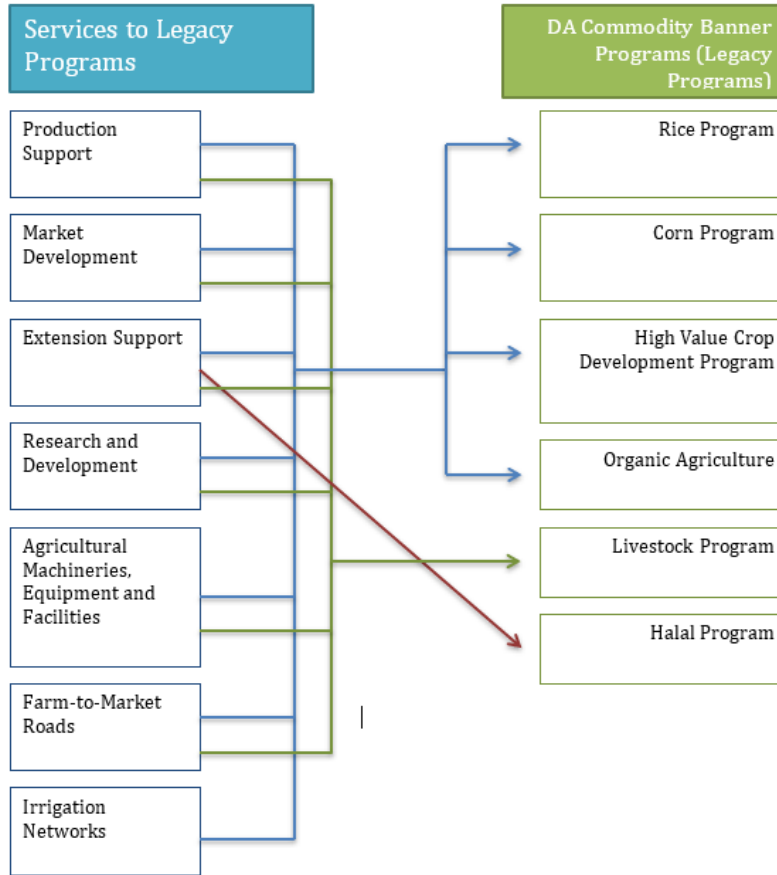 Services to Legacy
Programs
DA Commodity Banner
Programs (Legacy
Programs)
Production
Support
Market
Development
Extension Support
Research and
Development
Agricultural
Machineries,
Equipment and
Facilities
Farm-to-Market
Roads
Irrigation
Networks
Rice Program
Corn Program
High Value Crop
Development Program
Organic Agriculture
Livestock Program
Halal Program